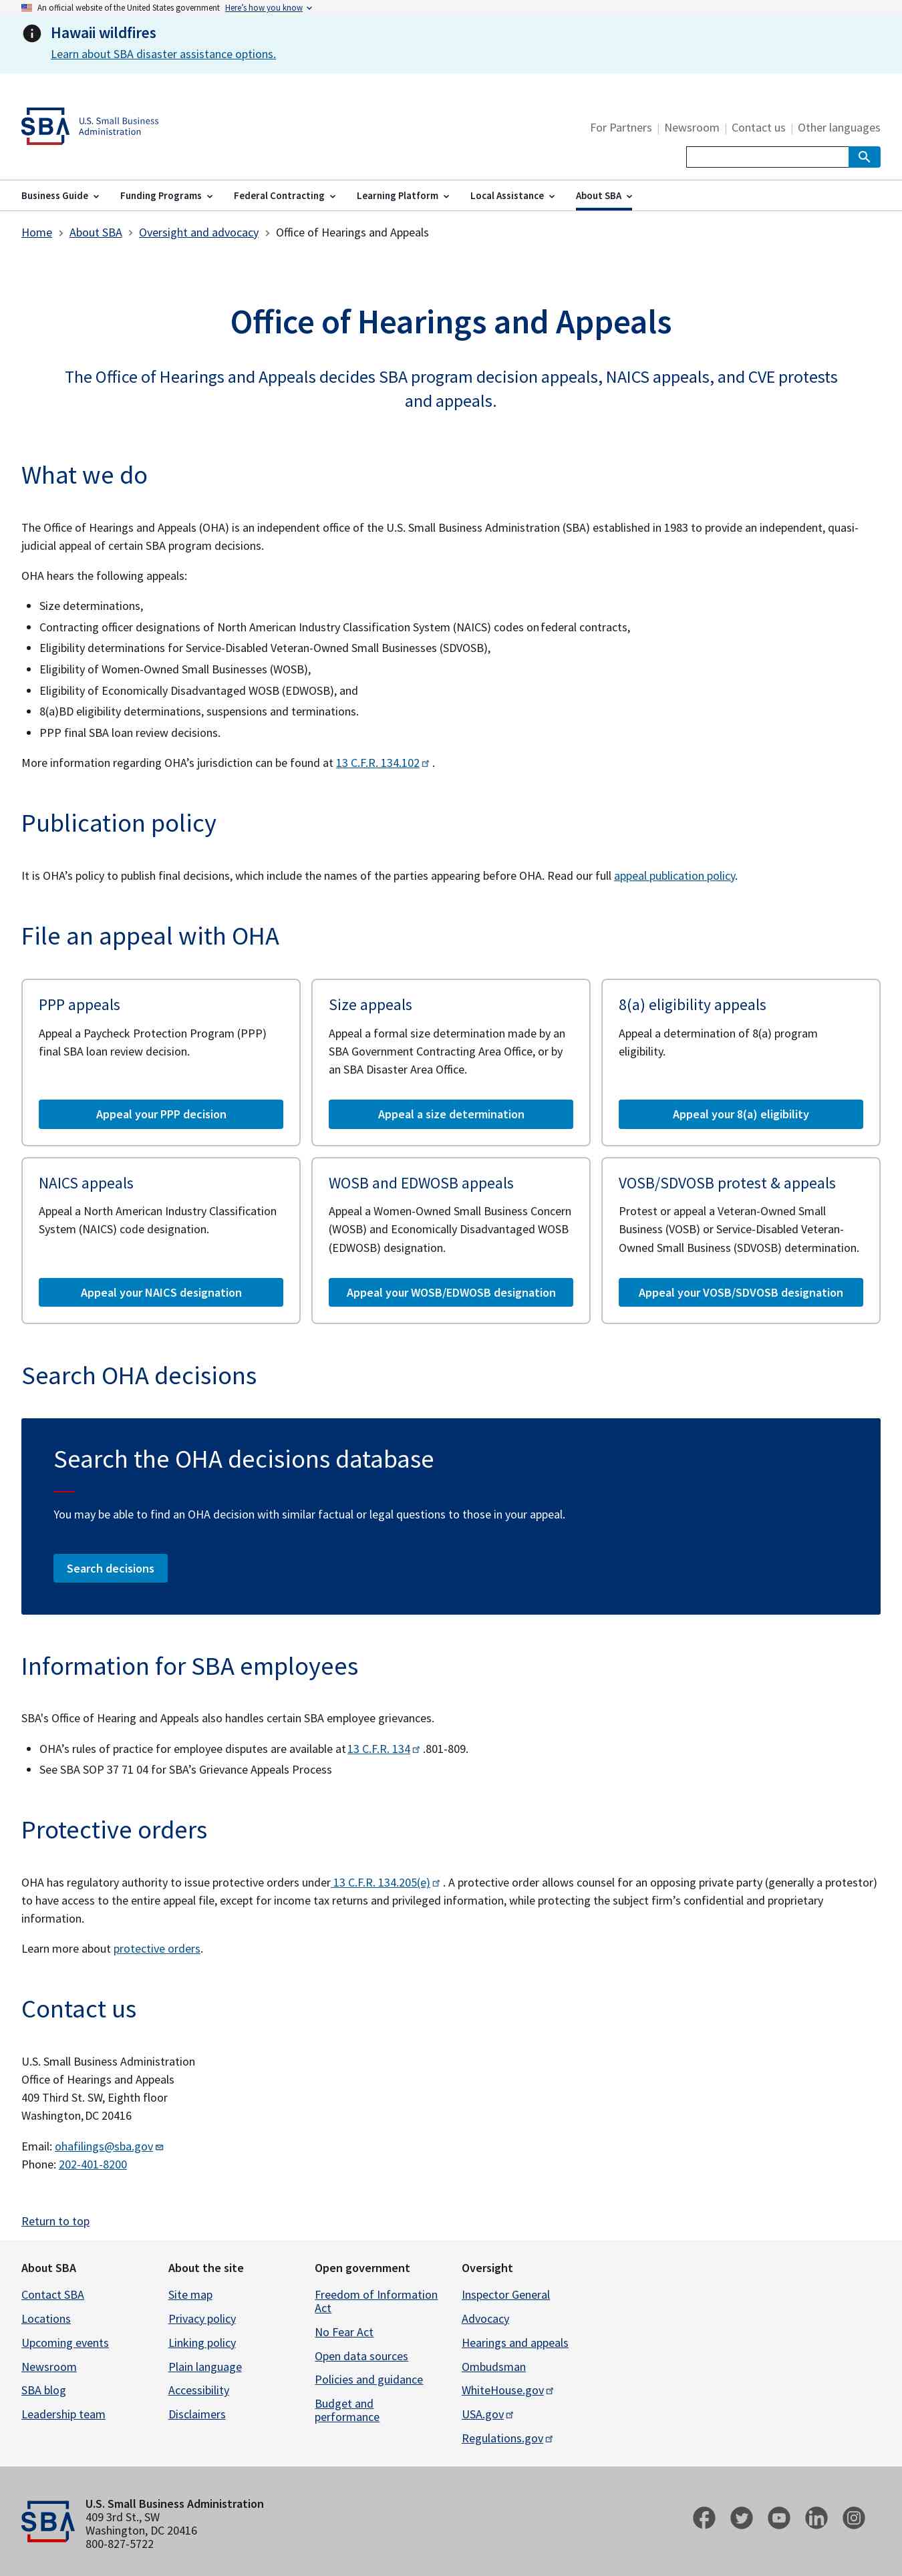 An official website of the United States government Here's how you know
Hawaii wildfires
Learn about SBA disaster assistance options.
SBA U.S. Small Business
Administration
For Partners | Newsroom | Contact us | Other languages
Business Guide Funding Programs Federal Contracting Learning Platform Local Assistance About SBA
Home > About SBA > Oversight and advocacy > Office of Hearings and Appeals
Office of Hearings and Appeals
The Office of Hearings and Appeals decides SBA program decision appeals, NAICS appeals, and CVE protests
and appeals.
What we do
The Office of Hearings and Appeals (OHA) is an independent office of the U.S. Small Business Administration (SBA) established in 1983 to provide an independent, quasi-
judicial appeal of certain SBA program decisions.
OHA hears the following appeals:
• Size determinations,
• Contracting officer designations of North American Industry Classification System (NAICS) codes on federal contracts,
• Eligibility determinations for Service-Disabled Veteran-Owned Small Businesses (SDVOSB),
• Eligibility of Women-Owned Small Businesses (WOSB),
• Eligibility of Economically Disadvantaged WOSB (EDWOSB), and
• 8(a)BD eligibility determinations, suspensions and terminations.
• PPP final SBA loan review decisions.
More information regarding OHA's jurisdiction can be found at 13 C.F.R. 134.102 .
Publication policy
It is OHA's policy to publish final decisions, which include the names of the parties appearing before OHA. Read our full appeal publication policy.
File an appeal with OHA
PPP appeals
Appeal a Paycheck Protection Program (PPP)
final SBA loan review decision.
Appeal your PPP decision
Size appeals
Appeal a formal size determination made by an
SBA Government Contracting Area Office, or by
an SBA Disaster Area Office.
Appeal a size determination
8(a) eligibility appeals
Appeal a determination of 8(a) program
eligibility.
Appeal your 8(a) eligibility
NAICS appeals
Appeal a North American Industry Classification
System (NAICS) code designation.
Appeal your NAICS designation
WOSB and EDWOSB appeals
Appeal a Women-Owned Small Business Concern
(WOSB) and Economically Disadvantaged WOSB
(EDWOSB) designation.
Appeal your WOSB/EDWOSB designation
VOSB/SDVOSB protest & appeals
Protest or appeal a Veteran-Owned Small
Business (VOSB) or Service-Disabled Veteran-
Owned Small Business (SDVOSB) determination.
Appeal your VOSB/SDVOSB designation
Search OHA decisions
Search the OHA decisions database
You may be able to find an OHA decision with similar factual or legal questions to those in your appeal.
Search decisions
Information for SBA employees
SBA's Office of Hearing and Appeals also handles certain SBA employee grievances.
• OHA's rules of practice for employee disputes are available at 13 C.F.R. 134 .801-809.
• See SBA SOP 37 71 04 for SBA's Grievance Appeals Process
Protective orders
OHA has regulatory authority to issue protective orders under 13 C.F.R. 134.205(e) . A protective order allows counsel for an opposing private party (generally a protestor)
to have access to the entire appeal file, except for income tax returns and privileged information, while protecting the subject firm's confidential and proprietary
information.
Learn more about protective orders.
Contact us
U.S. Small Business Administration
Office of Hearings and Appeals
409 Third St. SW, Eighth floor
Washington, DC 20416
Email: ohafilings@sba.gov
Phone: 202-401-8200
Return to top
About SBA
Contact SBA
Locations
Upcoming events
Newsroom
SBA blog
Leadership team
About the site
Site map
Privacy policy
Linking policy
Plain language
Accessibility
Disclaimers
Open government
Freedom of Information
Act
No Fear Act
Open data sources
Policies and guidance
Budget and
performance
Oversight
Inspector General
Advocacy
Hearings and appeals
Ombudsman
WhiteHouse.gov
USA.gov
Regulations.gov
SBA
U.S. Small Business Administration
409 3rd St., SW
Washington, DC 20416
800-827-5722